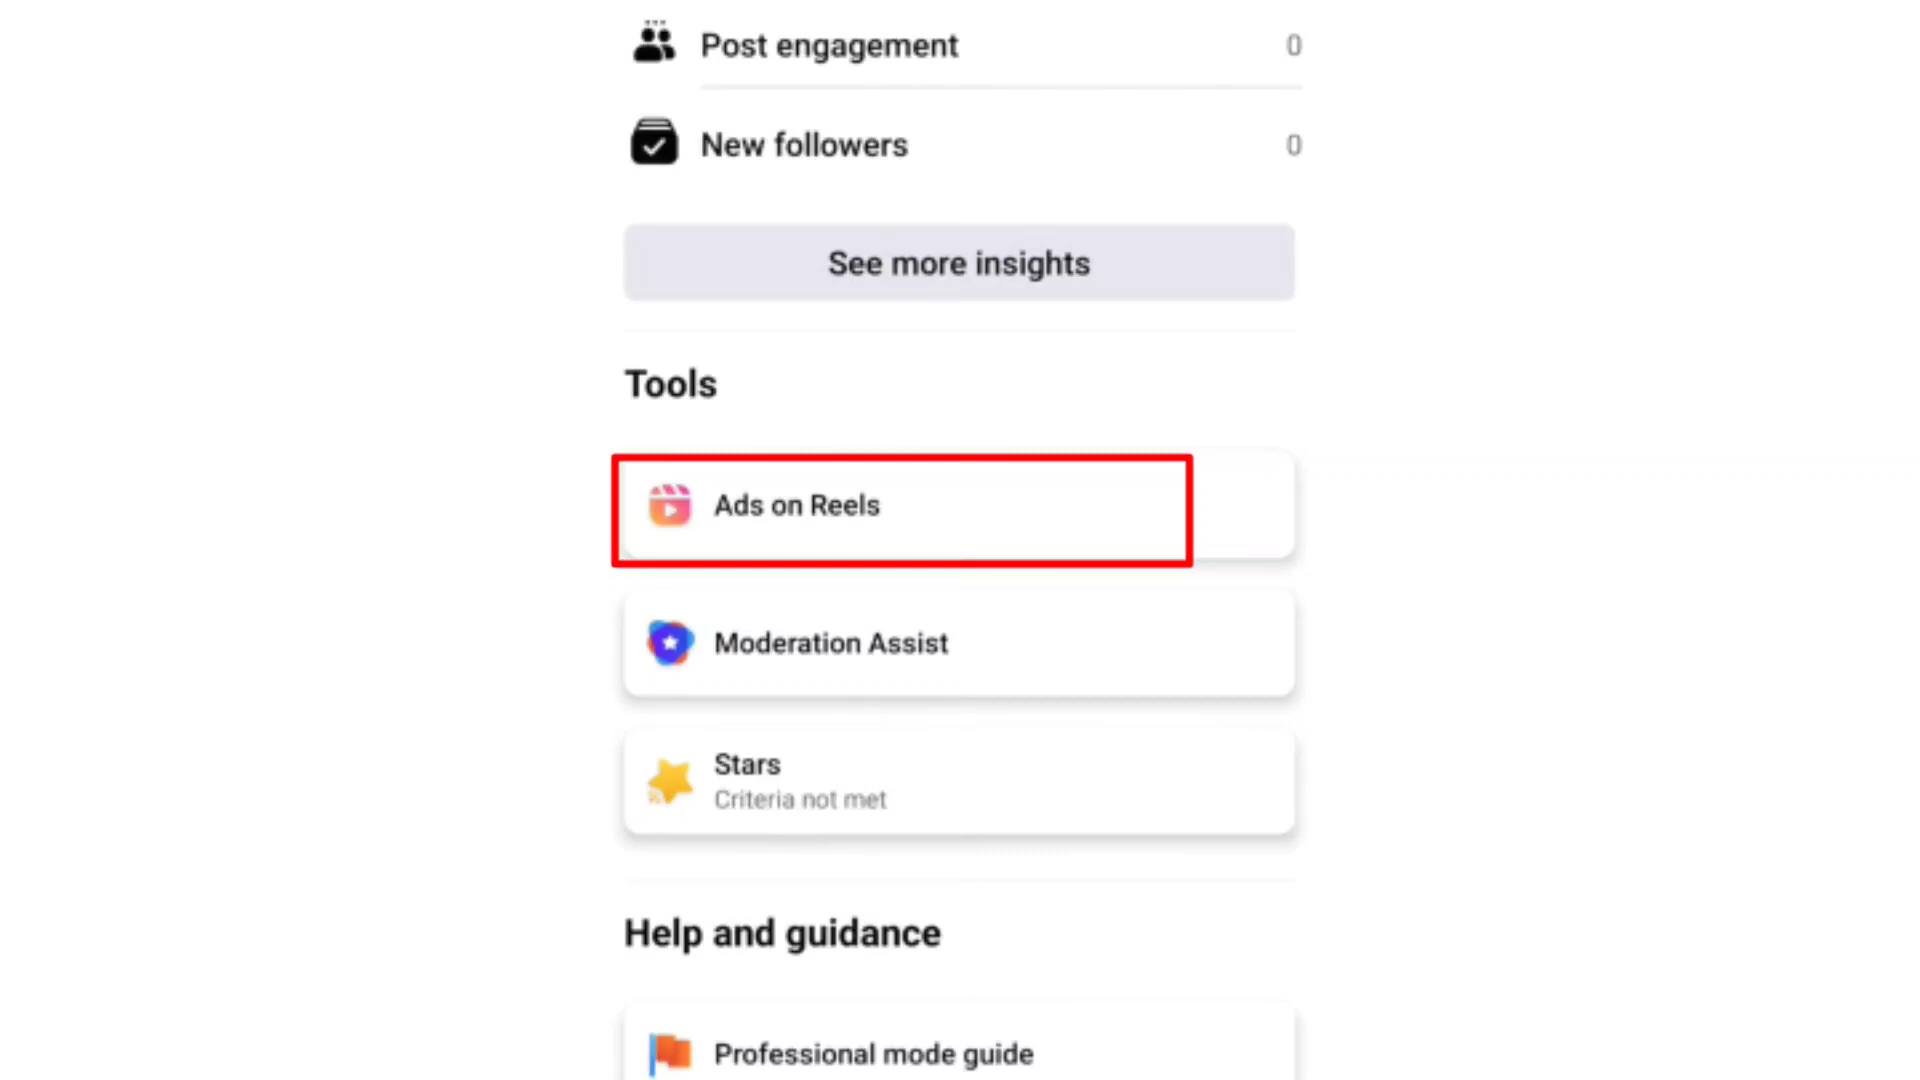 Post engagement 0
New followers 0
See more insights
Tools
Ads on Reels
Moderation Assist
Stars
Criteria not met
Help and guidance
Professional mode guide